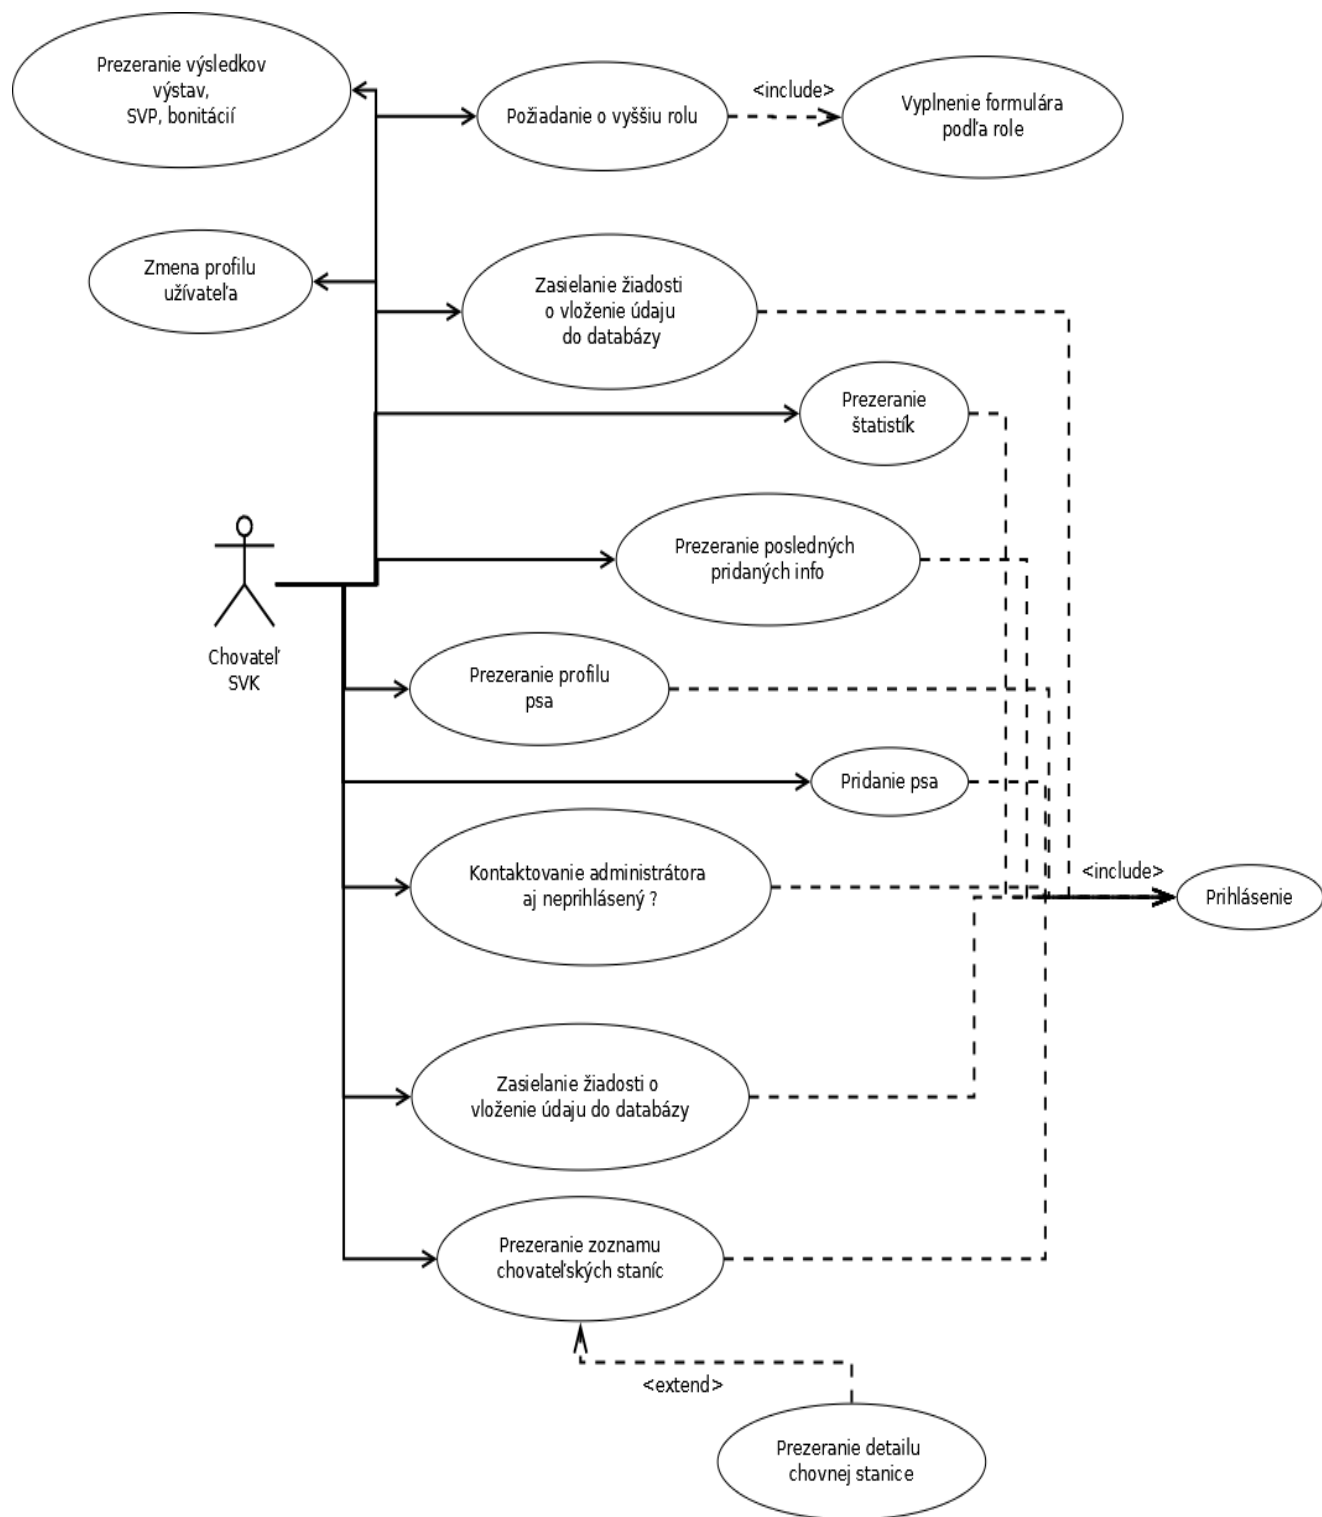 Prezeranie výsledkov
výstav,
SVP, bonitácií
Požiadanie o vyššiu rolu
<include>
Vyplnenie formulára
podľa role
Zmena profilu
užívateľa
Zasielanie žiadosti
o vloženie údaju
do databázy
Prezeranie
štatistík
Prezeranie posledných
pridaných info
Chovateľ
SVK
Prezeranie profilu
psa
Pridanie psa
Kontaktovanie administrátora
aj neprihlásený ?
<include>
Prihlásenie
Zasielanie žiadosti o
vloženie údaju do databázy
Prezeranie zoznamu
chovateľských staníc
<extend>
Prezeranie detailu
chovnej stanice